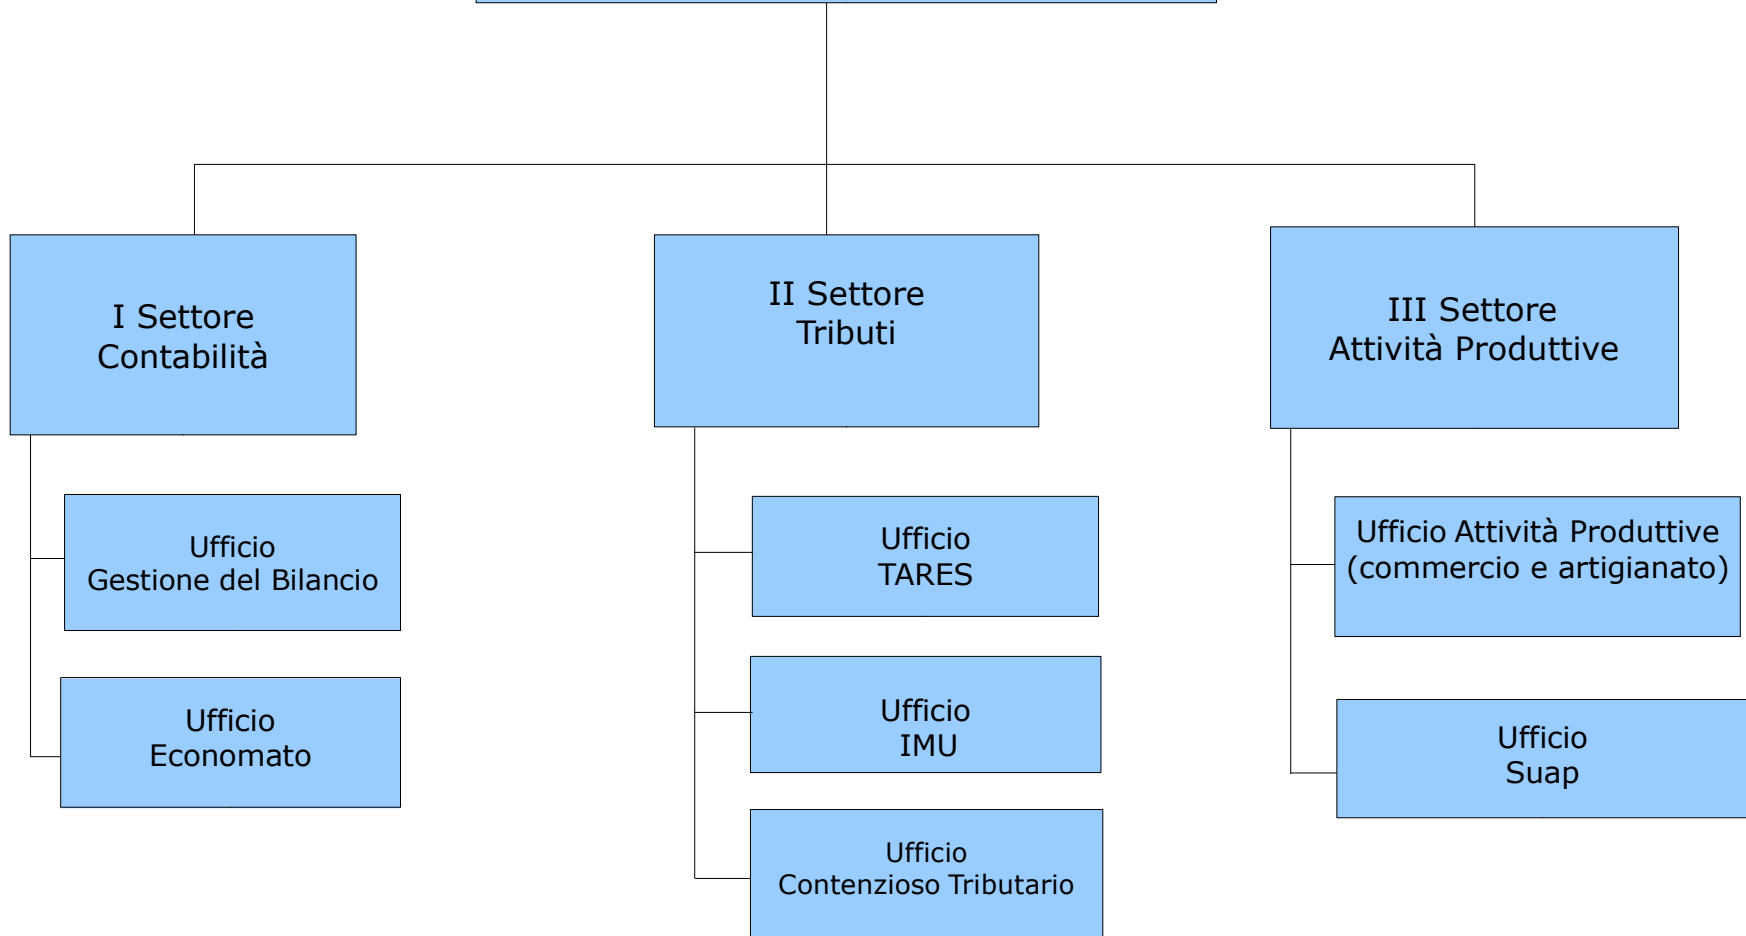 I Settore
Contabilità
II Settore
Tributi
III Settore
Attività Produttive
Ufficio
Gestione del Bilancio
Ufficio
Economato
Ufficio
TARES
Ufficio
IMU
Ufficio
Contenzioso Tributario
Ufficio Attività Produttive
(commercio e artigianato)
Ufficio
Suap